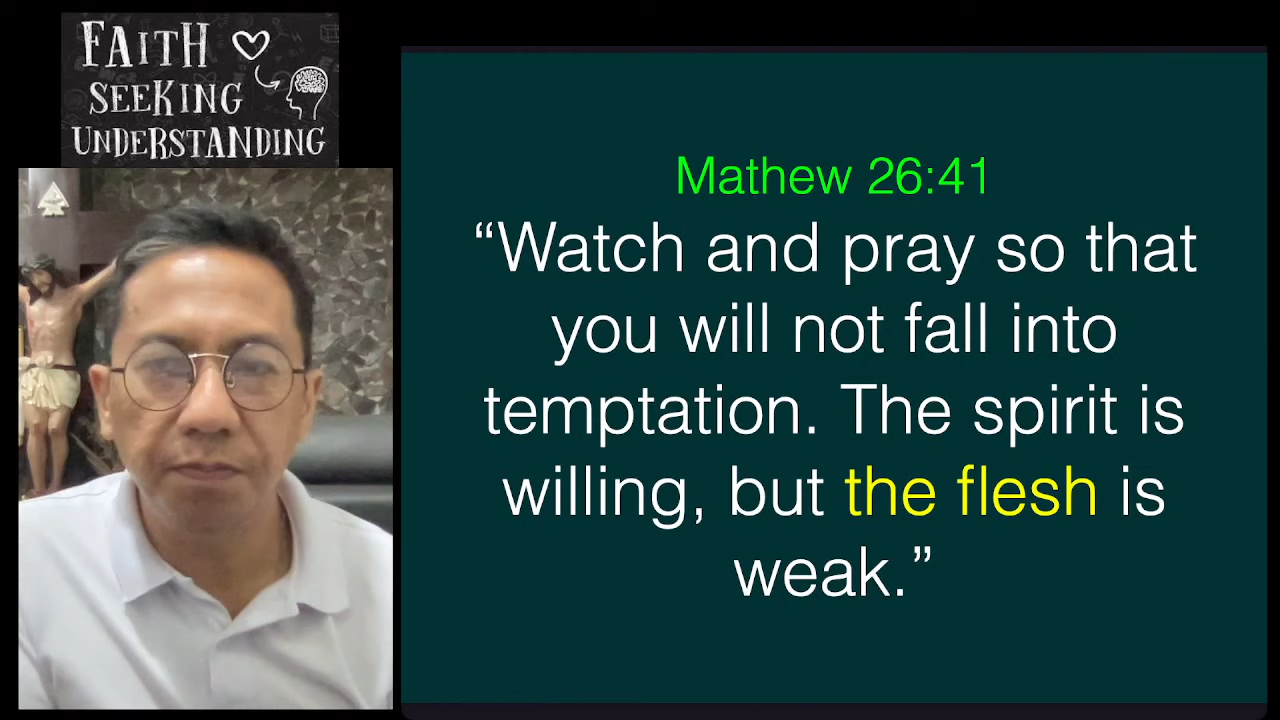 FAITH
SEEKING
UNDERSTANDING
Mathew 26:41
“Watch and pray so that
you will not fall into
temptation. The spirit is
willing, but the flesh is
weak.”